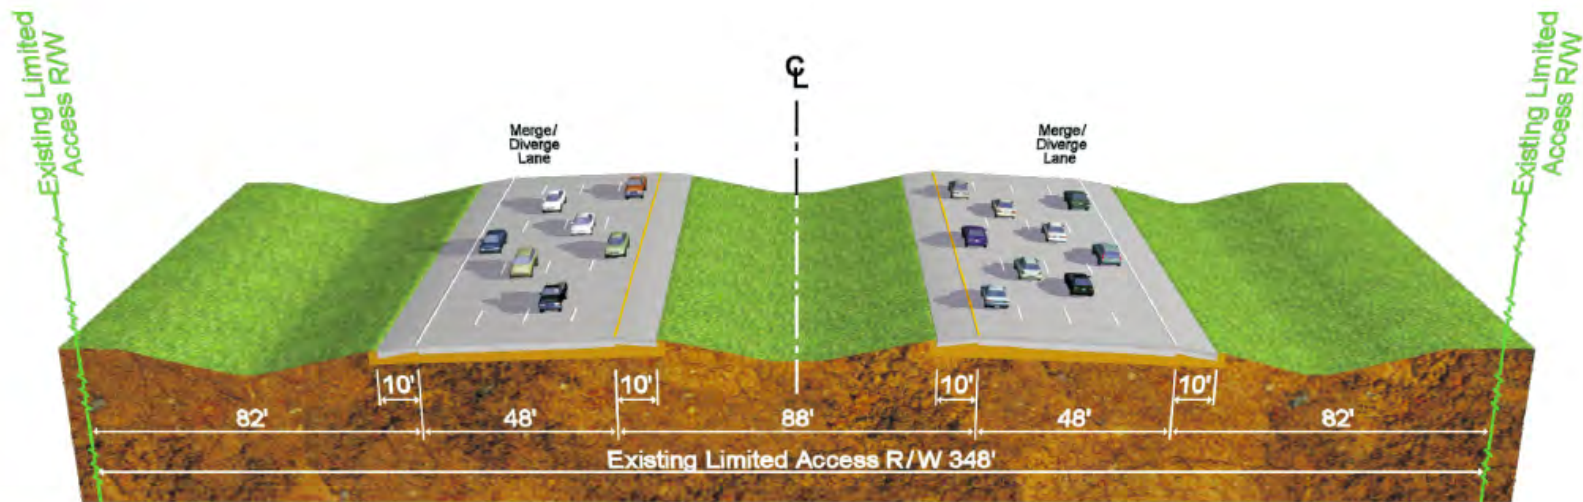 Existing Limited
Access R/W
Merge/
Diverge
Lane
℄
Merge/
Diverge
Lane
Existing Limited
Access R/W
10'
10'
10'
10'
82'
48'
88'
48'
82'
Existing Limited Access R/W 348'